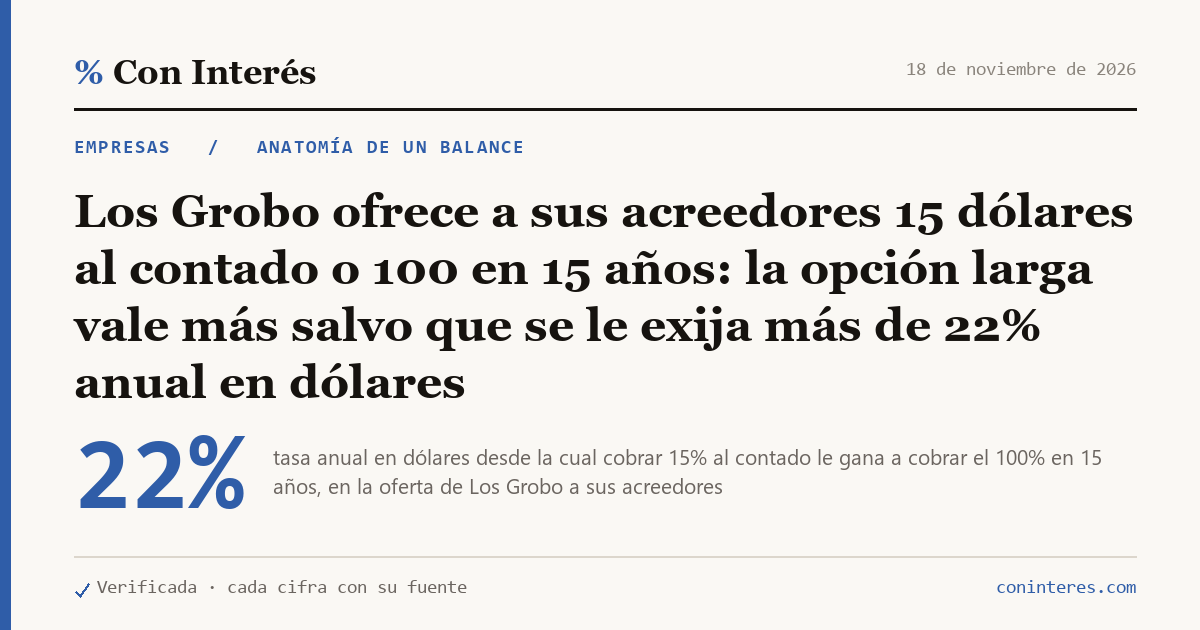 % Con Interés
18 de noviembre de 2026
EMPRESAS / ANATOMÍA DE UN BALANCE
Los Grobo ofrece a sus acreedores 15 dólares
al contado o 100 en 15 años: la opción larga
vale más salvo que se le exija más de 22%
anual en dólares
22%
tasa anual en dólares desde la cual cobrar 15% al contado le gana a cobrar el 100% en 15
años, en la oferta de Los Grobo a sus acreedores
✓ Verificada · cada cifra con su fuente
coninteres.com